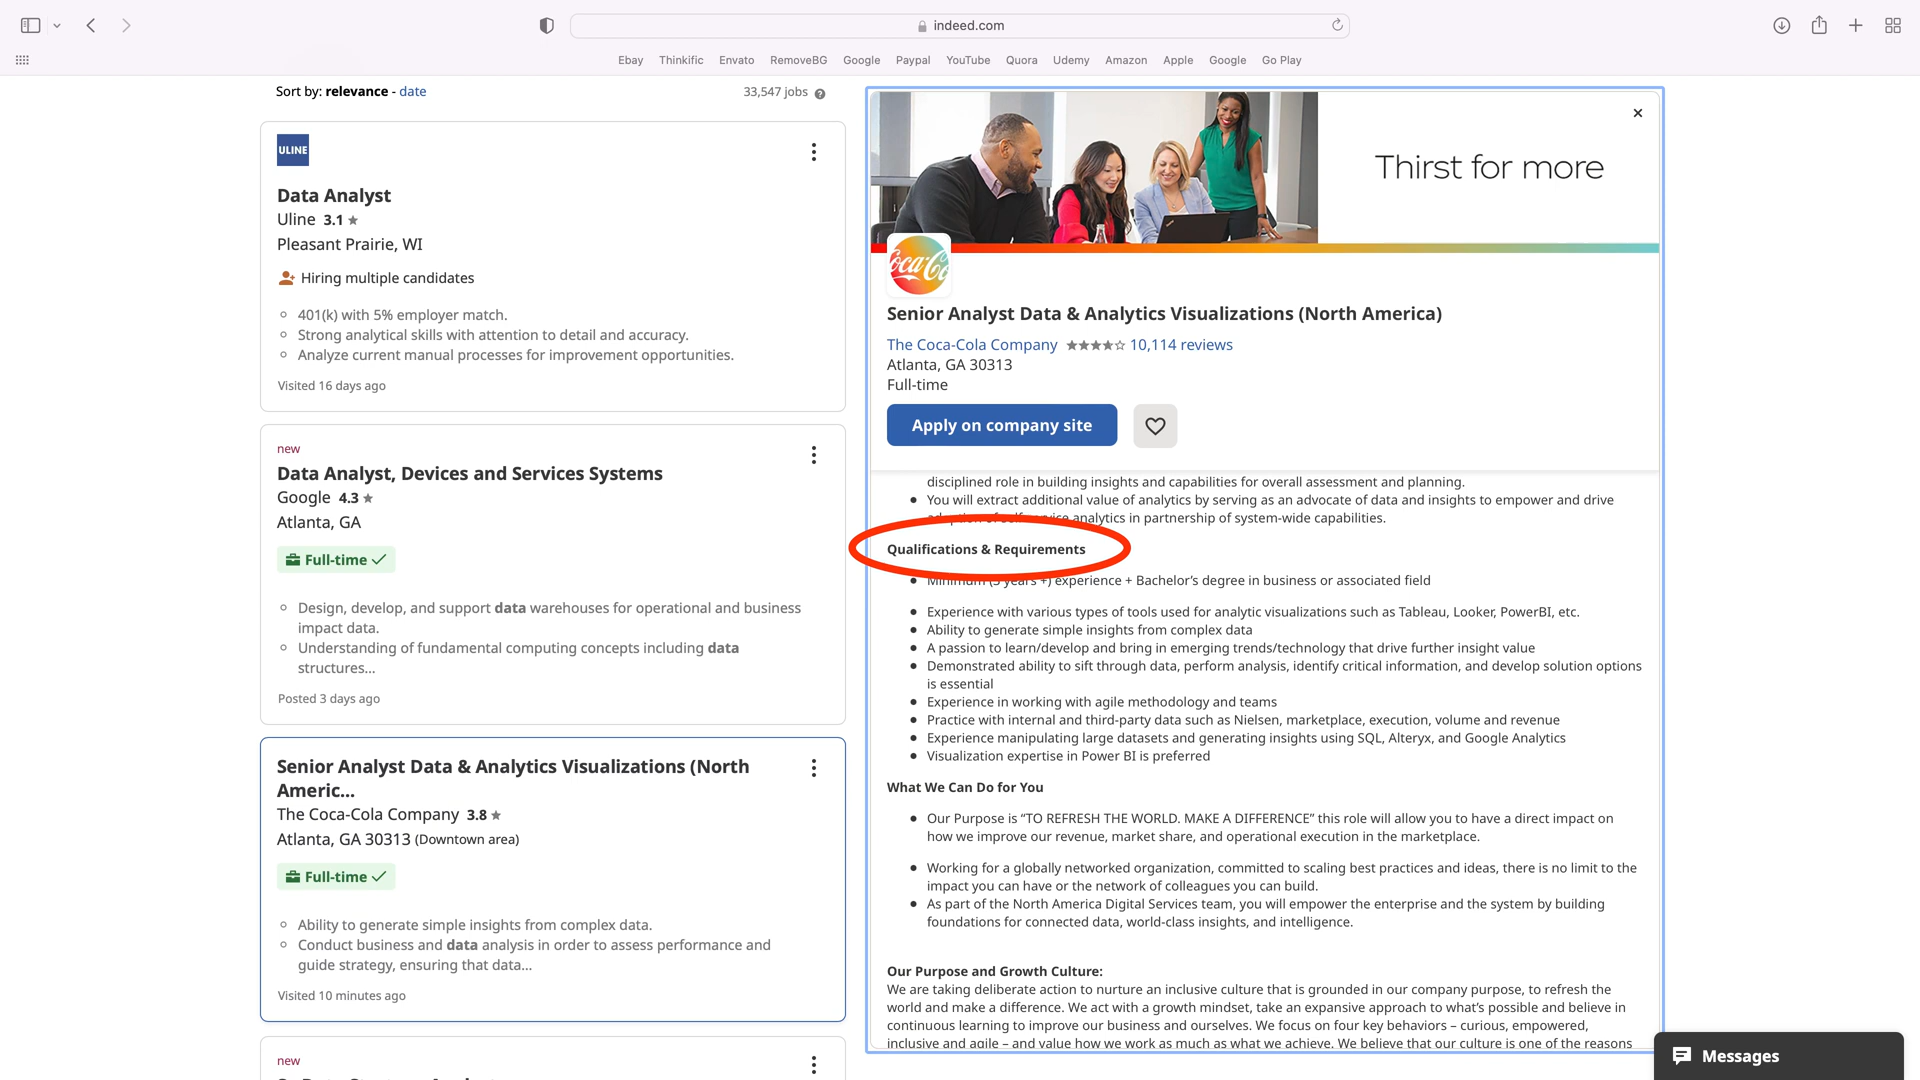 indeed.com
Ebay Thinkific Envato RemoveBG Google Paypal YouTube Quora Udemy Amazon Apple Google Go Play
Sort by: relevance - date
33,547 jobs
ULINE
Data Analyst
Uline 3.1
Pleasant Prairie, WI
Hiring multiple candidates
401(k) with 5% employer match.
Strong analytical skills with attention to detail and accuracy.
Analyze current manual processes for improvement opportunities.
Visited 16 days ago
new
Data Analyst, Devices and Services Systems
Google 4.3
Atlanta, GA
Full-time
Design, develop, and support data warehouses for operational and business
impact data.
Understanding of fundamental computing concepts including data
structures...
Posted 3 days ago
Senior Analyst Data & Analytics Visualizations (North
Americ...
The Coca-Cola Company 3.8
Atlanta, GA 30313 (Downtown area)
Full-time
Ability to generate simple insights from complex data.
Conduct business and data analysis in order to assess performance and
guide strategy, ensuring that data...
Visited 10 minutes ago
new
Thirst for more
Senior Analyst Data & Analytics Visualizations (North America)
The Coca-Cola Company 10,114 reviews
Atlanta, GA 30313
Full-time
Apply on company site
disciplined role in building insights and capabilities for overall assessment and planning.
You will extract additional value of analytics by serving as an advocate of data and insights to empower and drive
adoption of self-service analytics in partnership of system-wide capabilities.
Qualifications & Requirements
Minimum (3 years +) experience + Bachelor's degree in business or associated field
Experience with various types of tools used for analytic visualizations such as Tableau, Looker, PowerBI, etc.
Ability to generate simple insights from complex data
A passion to learn/develop and bring in emerging trends/technology that drive further insight value
Demonstrated ability to sift through data, perform analysis, identify critical information, and develop solution options
is essential
Experience in working with agile methodology and teams
Practice with internal and third-party data such as Nielsen, marketplace, execution, volume and revenue
Experience manipulating large datasets and generating insights using SQL, Alteryx, and Google Analytics
Visualization expertise in Power BI is preferred
What We Can Do for You
Our Purpose is “TO REFRESH THE WORLD. MAKE A DIFFERENCE” this role will allow you to have a direct impact on
how we improve our revenue, market share, and operational execution in the marketplace.
Working for a globally networked organization, committed to scaling best practices and ideas, there is no limit to the
impact you can have or the network of colleagues you can build.
As part of the North America Digital Services team, you will empower the enterprise and the system by building
foundations for connected data, world-class insights, and intelligence.
Our Purpose and Growth Culture:
We are taking deliberate action to nurture an inclusive culture that is grounded in our company purpose, to refresh the
world and make a difference. We act with a growth mindset, take an expansive approach to what's possible and believe in
continuous learning to improve our business and ourselves. We focus on four key behaviors – curious, empowered,
inclusive and agile – and value how we work as much as what we achieve. We believe that our culture is one of the reasons
Messages